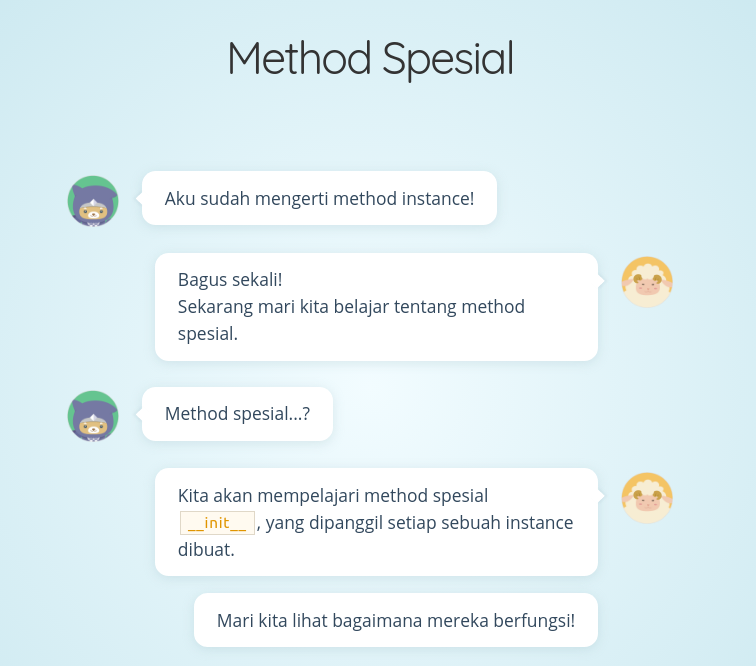 Method Spesial
Aku sudah mengerti method instance!
Bagus sekali!
Sekarang mari kita belajar tentang method
spesial.
Method spesial...?
Kita akan mempelajari method spesial
__init__ , yang dipanggil setiap sebuah instance
dibuat.
Mari kita lihat bagaimana mereka berfungsi!